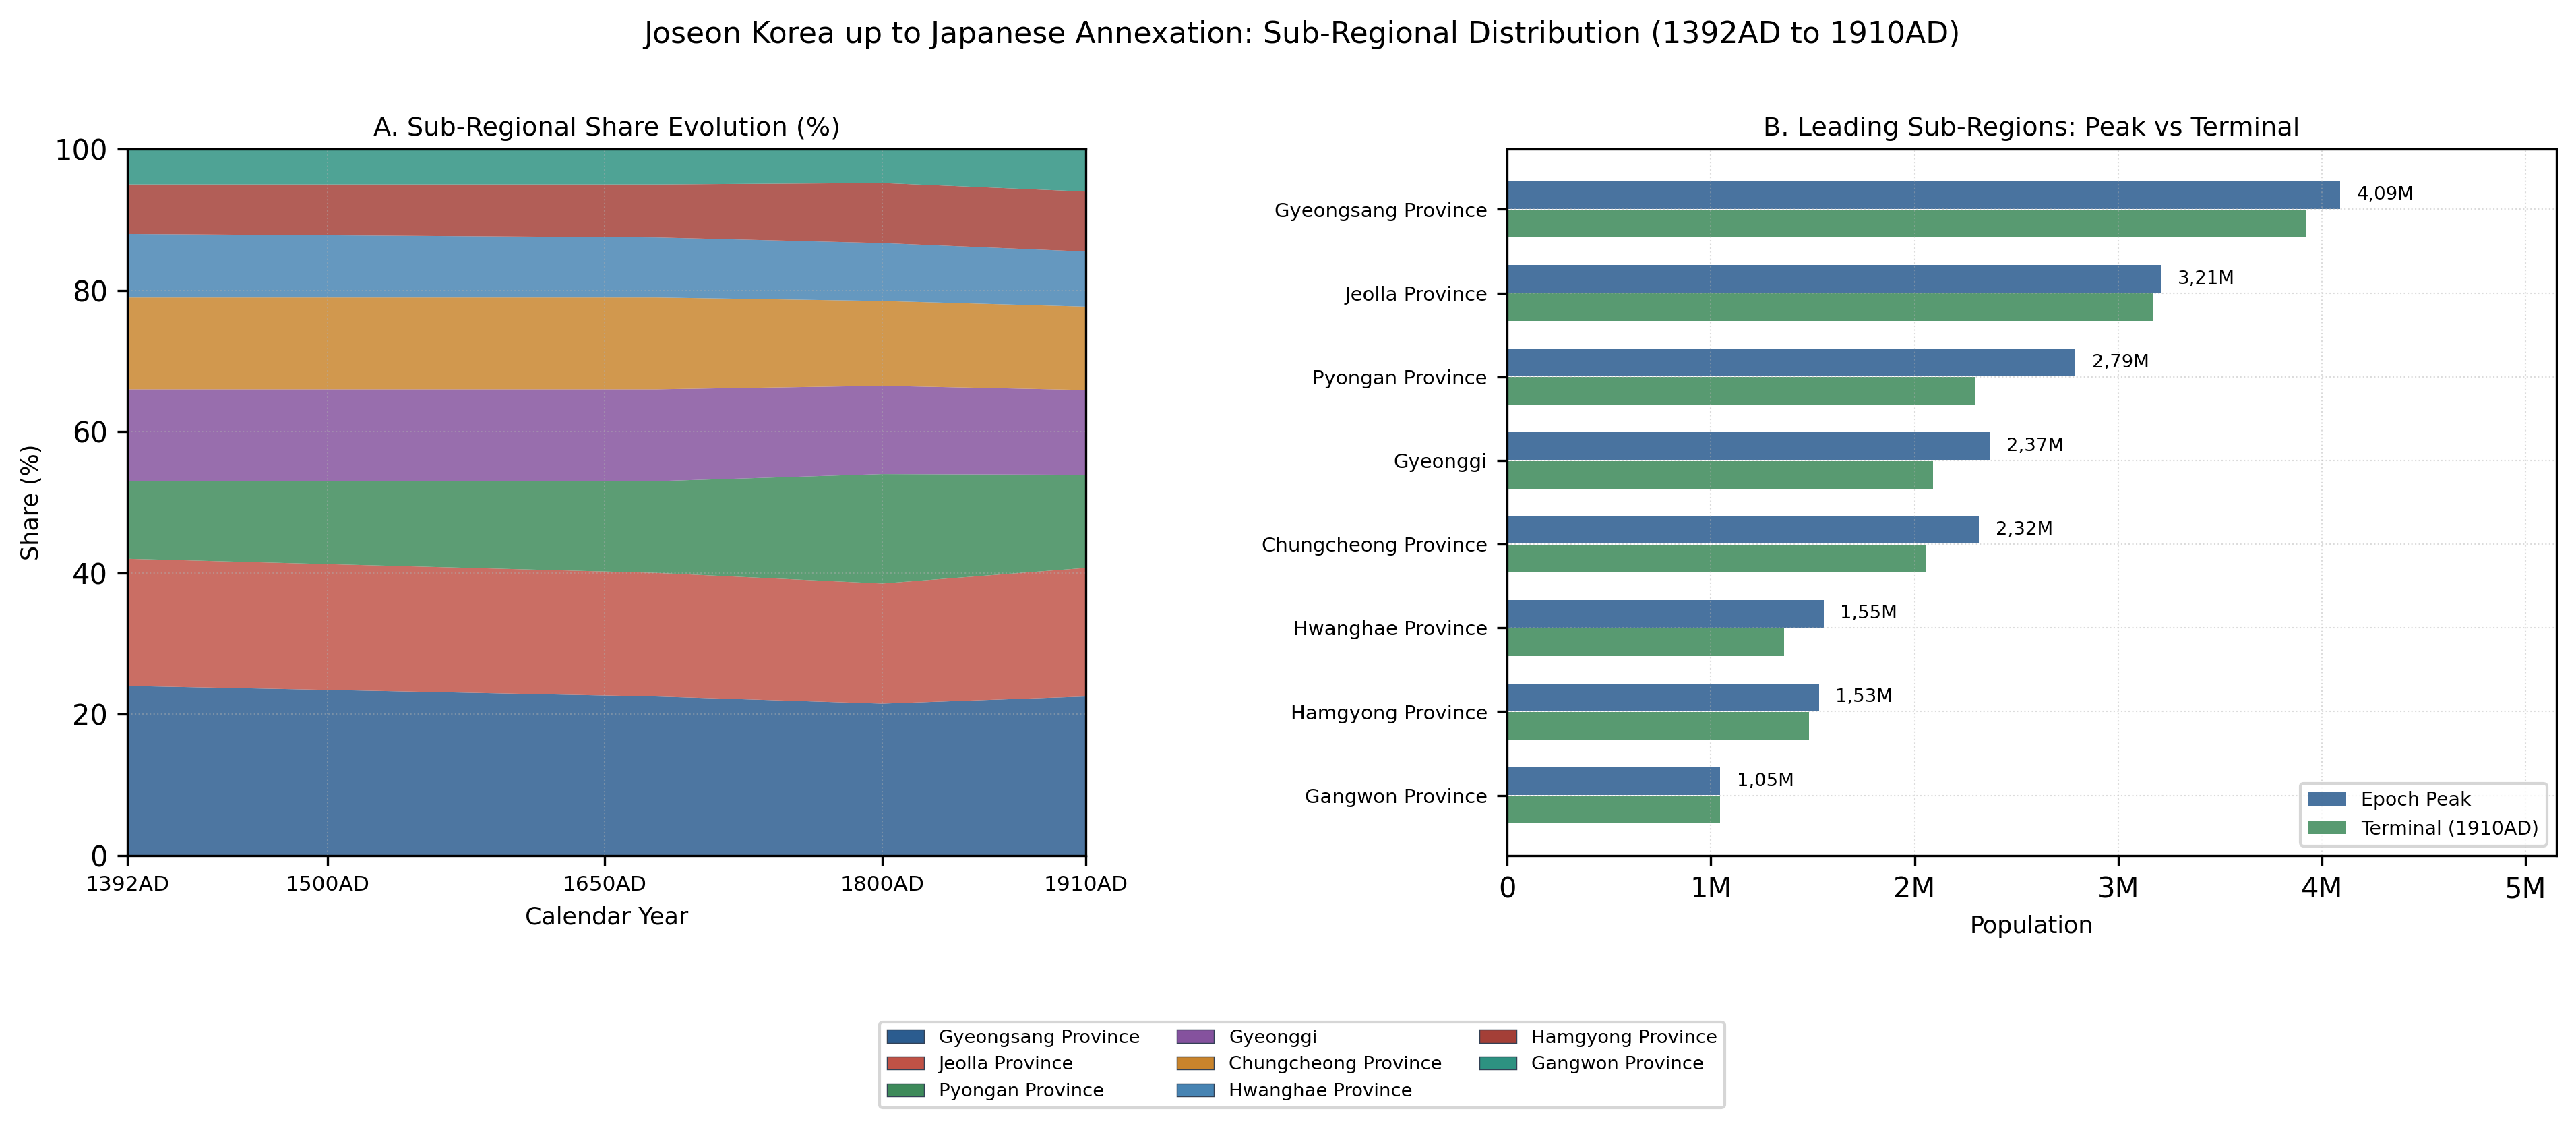 Joseon Korea up to Japanese Annexation: Sub-Regional Distribution (1392AD to 1910AD)
A. Sub-Regional Share Evolution (%)
Share (%)
100
80
60
40
20
0
1392AD
1500AD
1650AD
1800AD
1910AD
Calendar Year
B. Leading Sub-Regions: Peak vs Terminal
Gyeongsang Province
4,09M
Jeolla Province
3,21M
Pyongan Province
2,79M
Gyeonggi
2,37M
Chungcheong Province
2,32M
Hwanghae Province
1,55M
Hamgyong Province
1,53M
Gangwon Province
1,05M
Epoch Peak
Terminal (1910AD)
0
1M
2M
3M
4M
5M
Population
Gyeongsang Province
Jeolla Province
Pyongan Province
Gyeonggi
Chungcheong Province
Hwanghae Province
Hamgyong Province
Gangwon Province